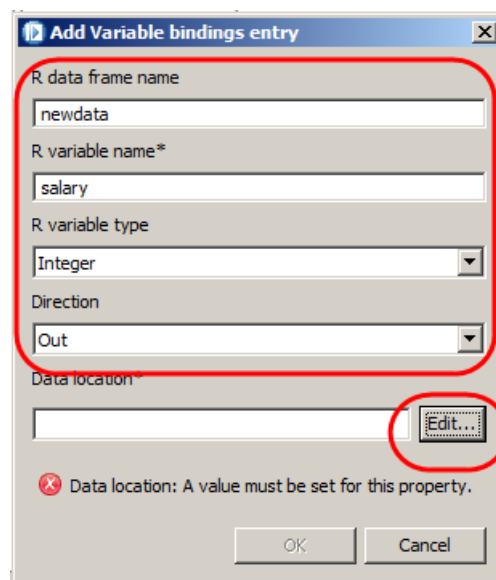 Add Variable bindings entry
R data frame name
newdata
R variable name*
salary
R variable type
Integer
Direction
Out
Data location*
Edit...
Data location: A value must be set for this property.
OK
Cancel